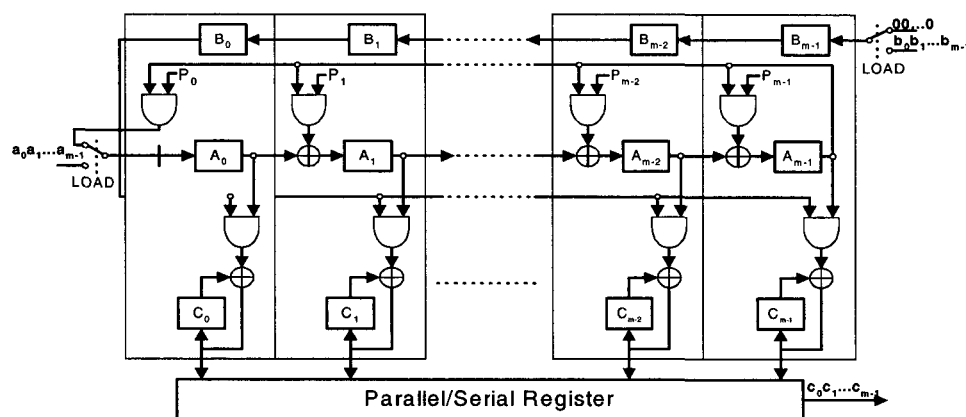 B₀ B₁ Bₘ₋₂ Bₘ₋₁ 00...0
b₀b₁...bₘ₋
LOAD
P₀ P₁ Pₘ₋₂ Pₘ₋₁
a₀a₁...aₘ₋₁
LOAD
A₀ A₁ Aₘ₋₂ Aₘ₋₁
C₀ C₁ Cₘ₋₂ Cₘ₋₁
Parallel/Serial Register
c₀c₁...cₘ₋₁